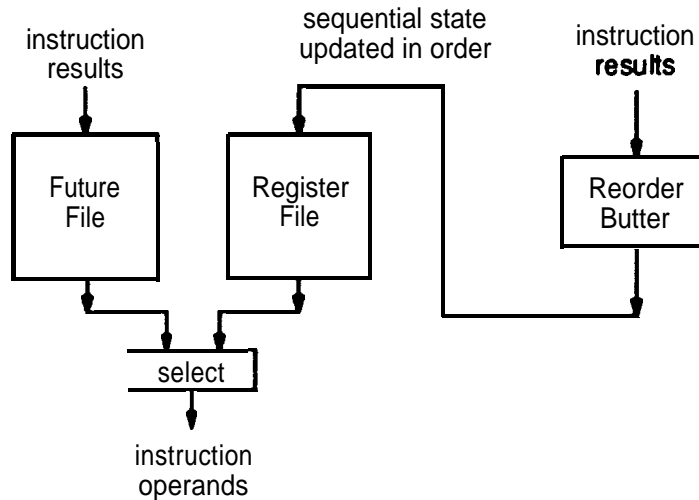 instruction
results
sequential state
updated in order
instruction
results
Future
File
Register
File
Reorder
Butter
select
instruction
operands